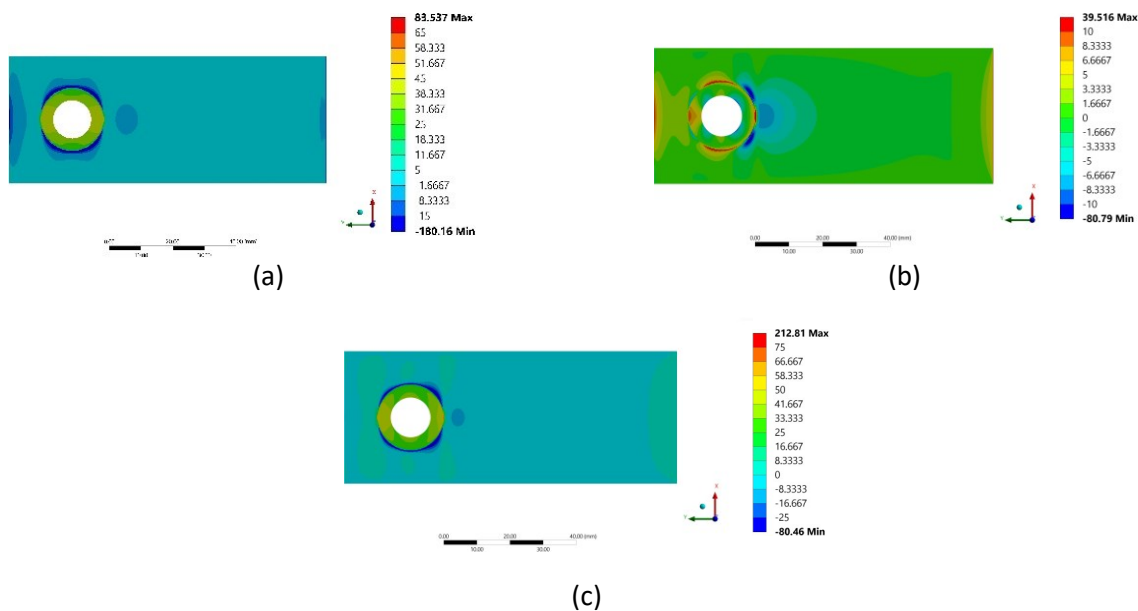 83.537 Max
65
58.333
51.667
45
38.333
31.667
25
18.333
11.667
5
1.6667
8.3333
15
-180.16 Min
X
Y
(a)
39.516 Max
10
8.3333
6.6667
5
3.3333
1.6667
0
-1.6667
-3.3333
-5
-6.6667
-8.3333
-10
-80.79 Min
X
Y
0.00 20.00 40.00 (mm)
10.00 30.00
(b)
212.81 Max
75
66.667
58.333
50
41.667
33.333
25
16.667
8.3333
0
-8.3333
-16.667
-25
-80.46 Min
X
Y
0.00 20.00 40.00 (mm)
10.00 30.00
(c)